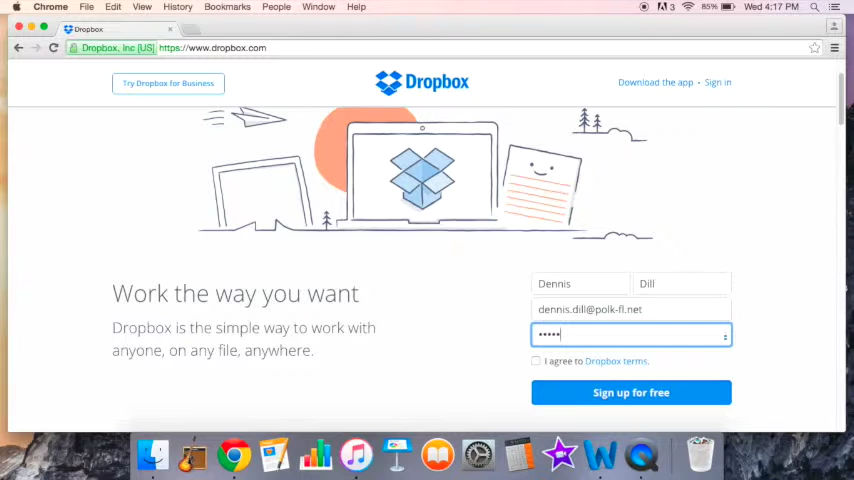 Chrome File Edit View History Bookmarks People Window Help 3 85% Wed 4:17 PM
Dropbox
Dropbox, Inc [US] https://www.dropbox.com
Try Dropbox for Business Dropbox Download the app · Sign in
Dennis Dill
Work the way you want
dennis.dill@polk-fl.net
Dropbox is the simple way to work with
•••••
anyone, on any file, anywhere.
I agree to Dropbox terms.
Sign up for free